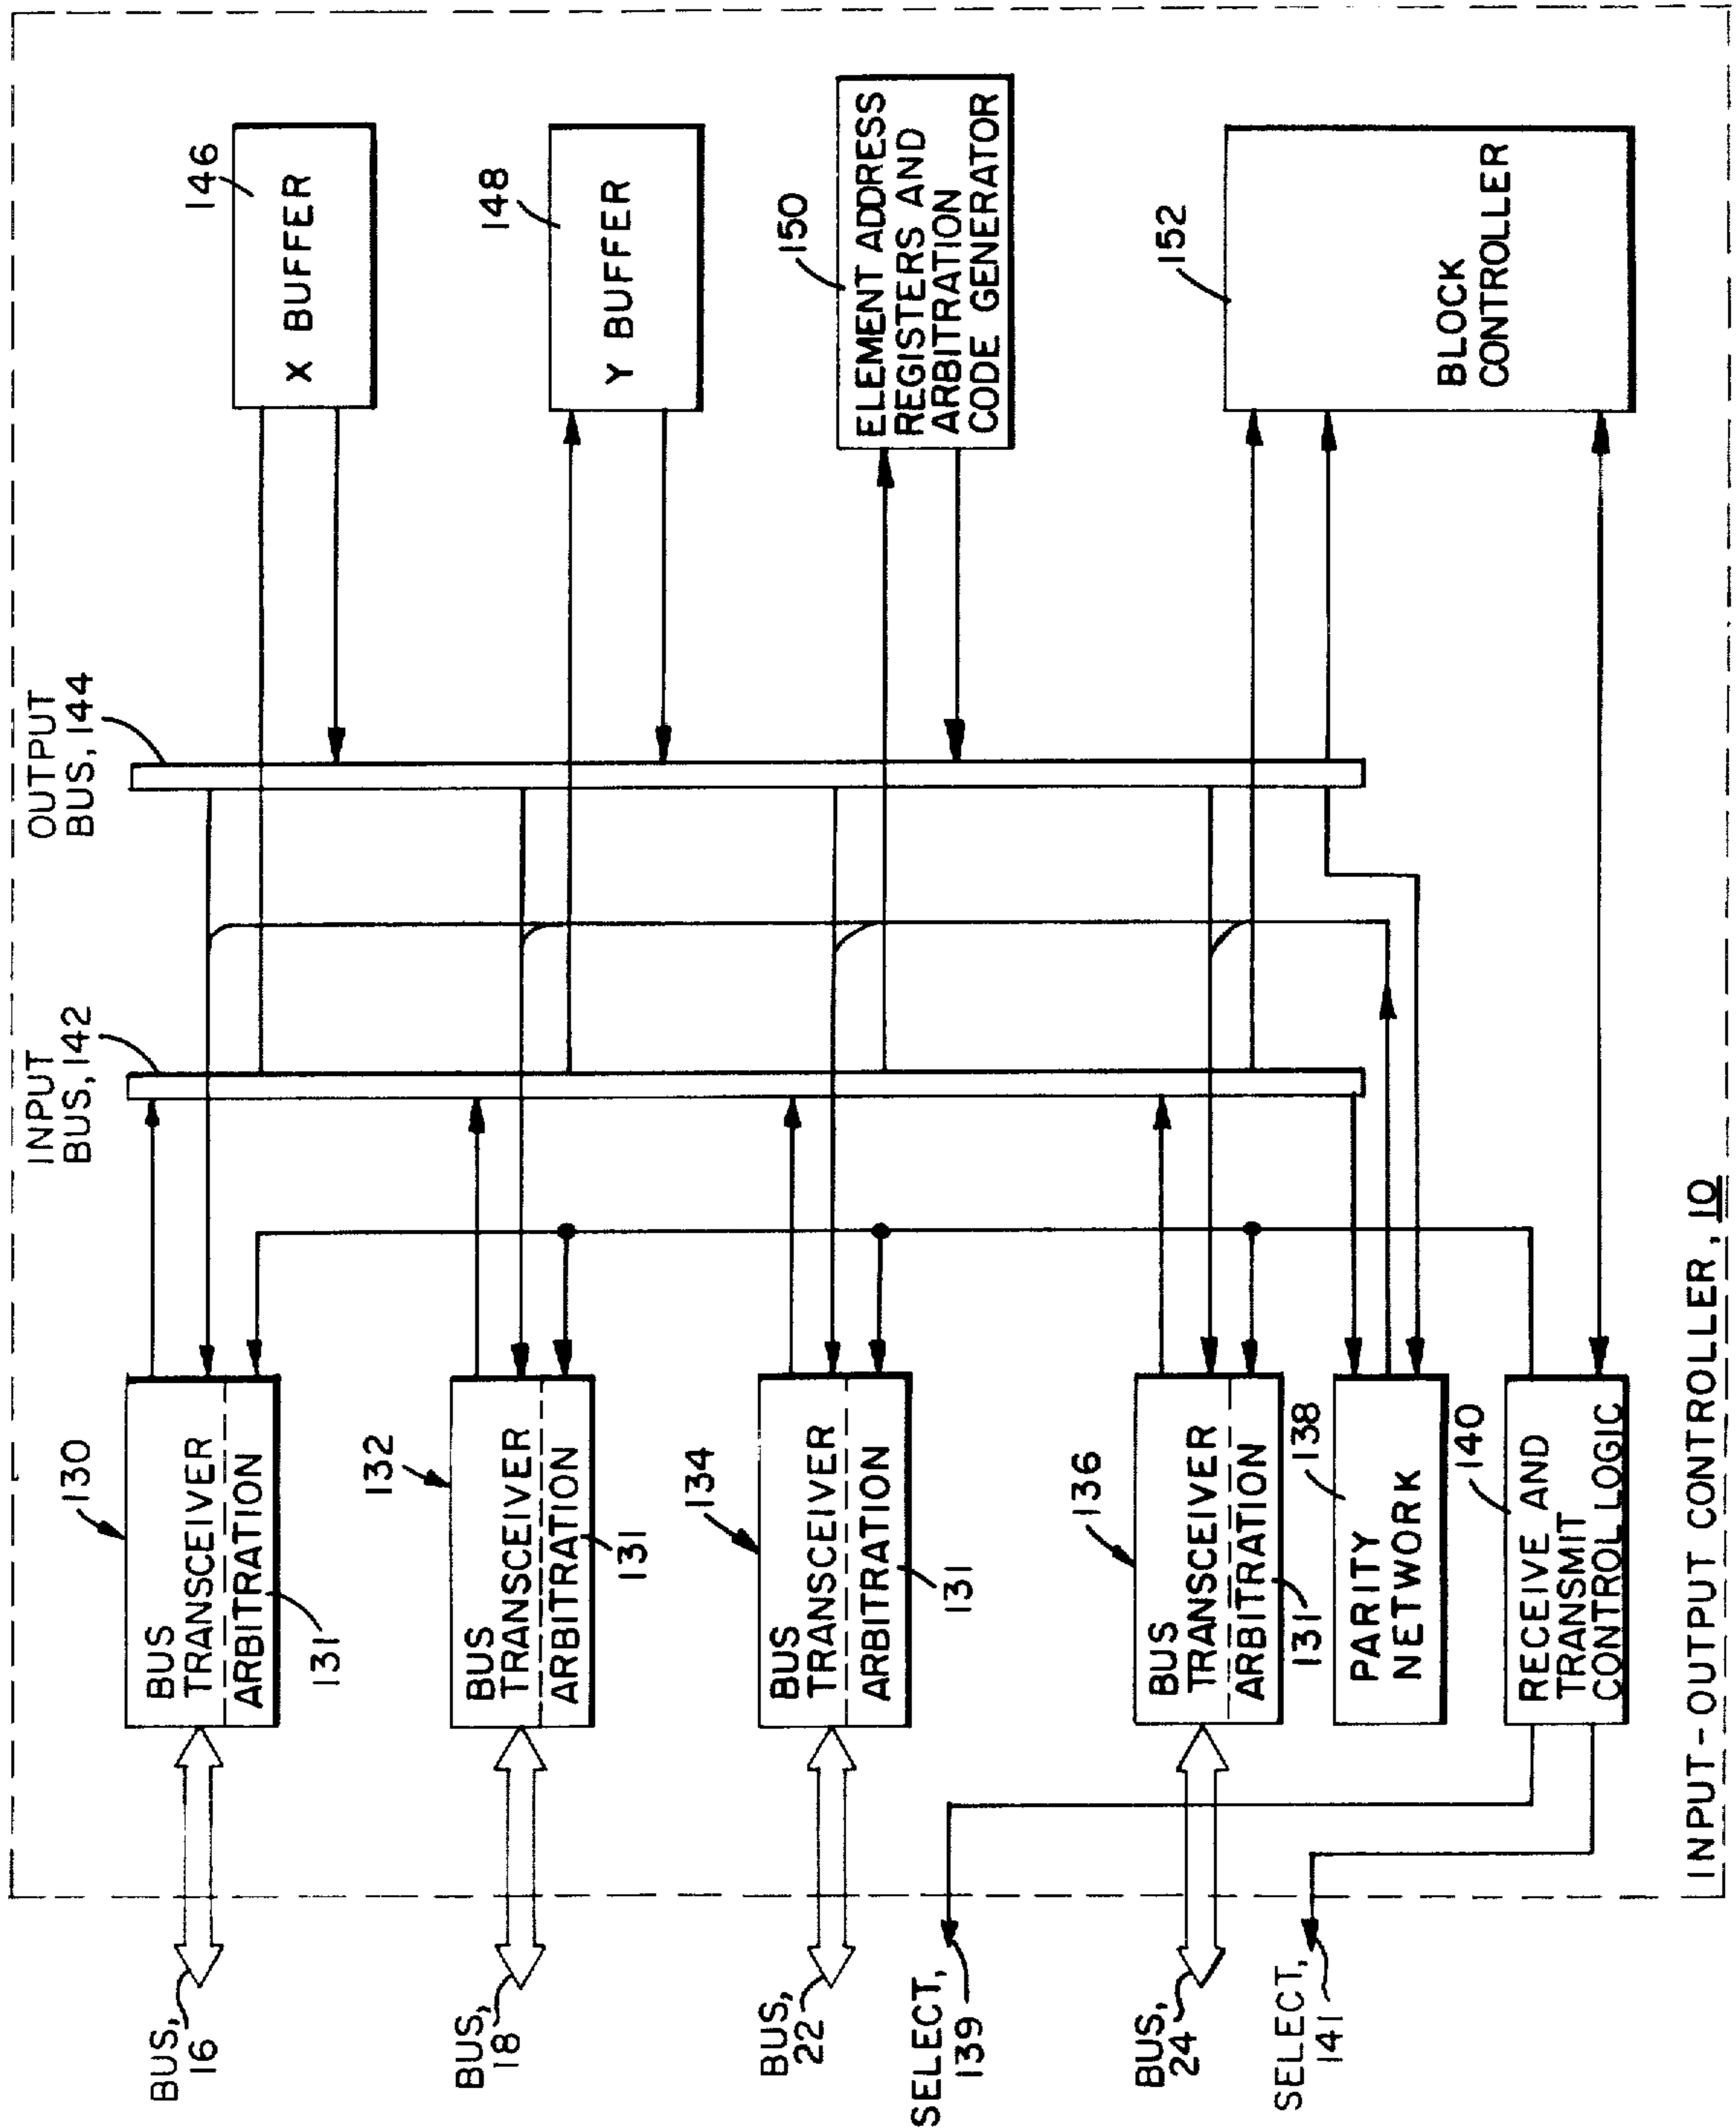 BUS,
16
BUS,
18
BUS,
22
SELECT,
139
BUS,
24
SELECT,
141
130
BUS
TRANSCEIVER
ARBITRATION
131
132
BUS
TRANSCEIVER
ARBITRATION
131
134
BUS
TRANSCEIVER
ARBITRATION
131
136
BUS
TRANSCEIVER
ARBITRATION
131
138
PARITY
NETWORK
140
RECEIVE AND
TRANSMIT
CONTROL LOGIC
INPUT
BUS, 142
OUTPUT
BUS, 144
146
X BUFFER
148
Y BUFFER
150
ELEMENT ADDRESS
REGISTERS AND
ARBITRATION
CODE GENERATOR
152
BLOCK
CONTROLLER
INPUT-OUTPUT CONTROLLER, 10